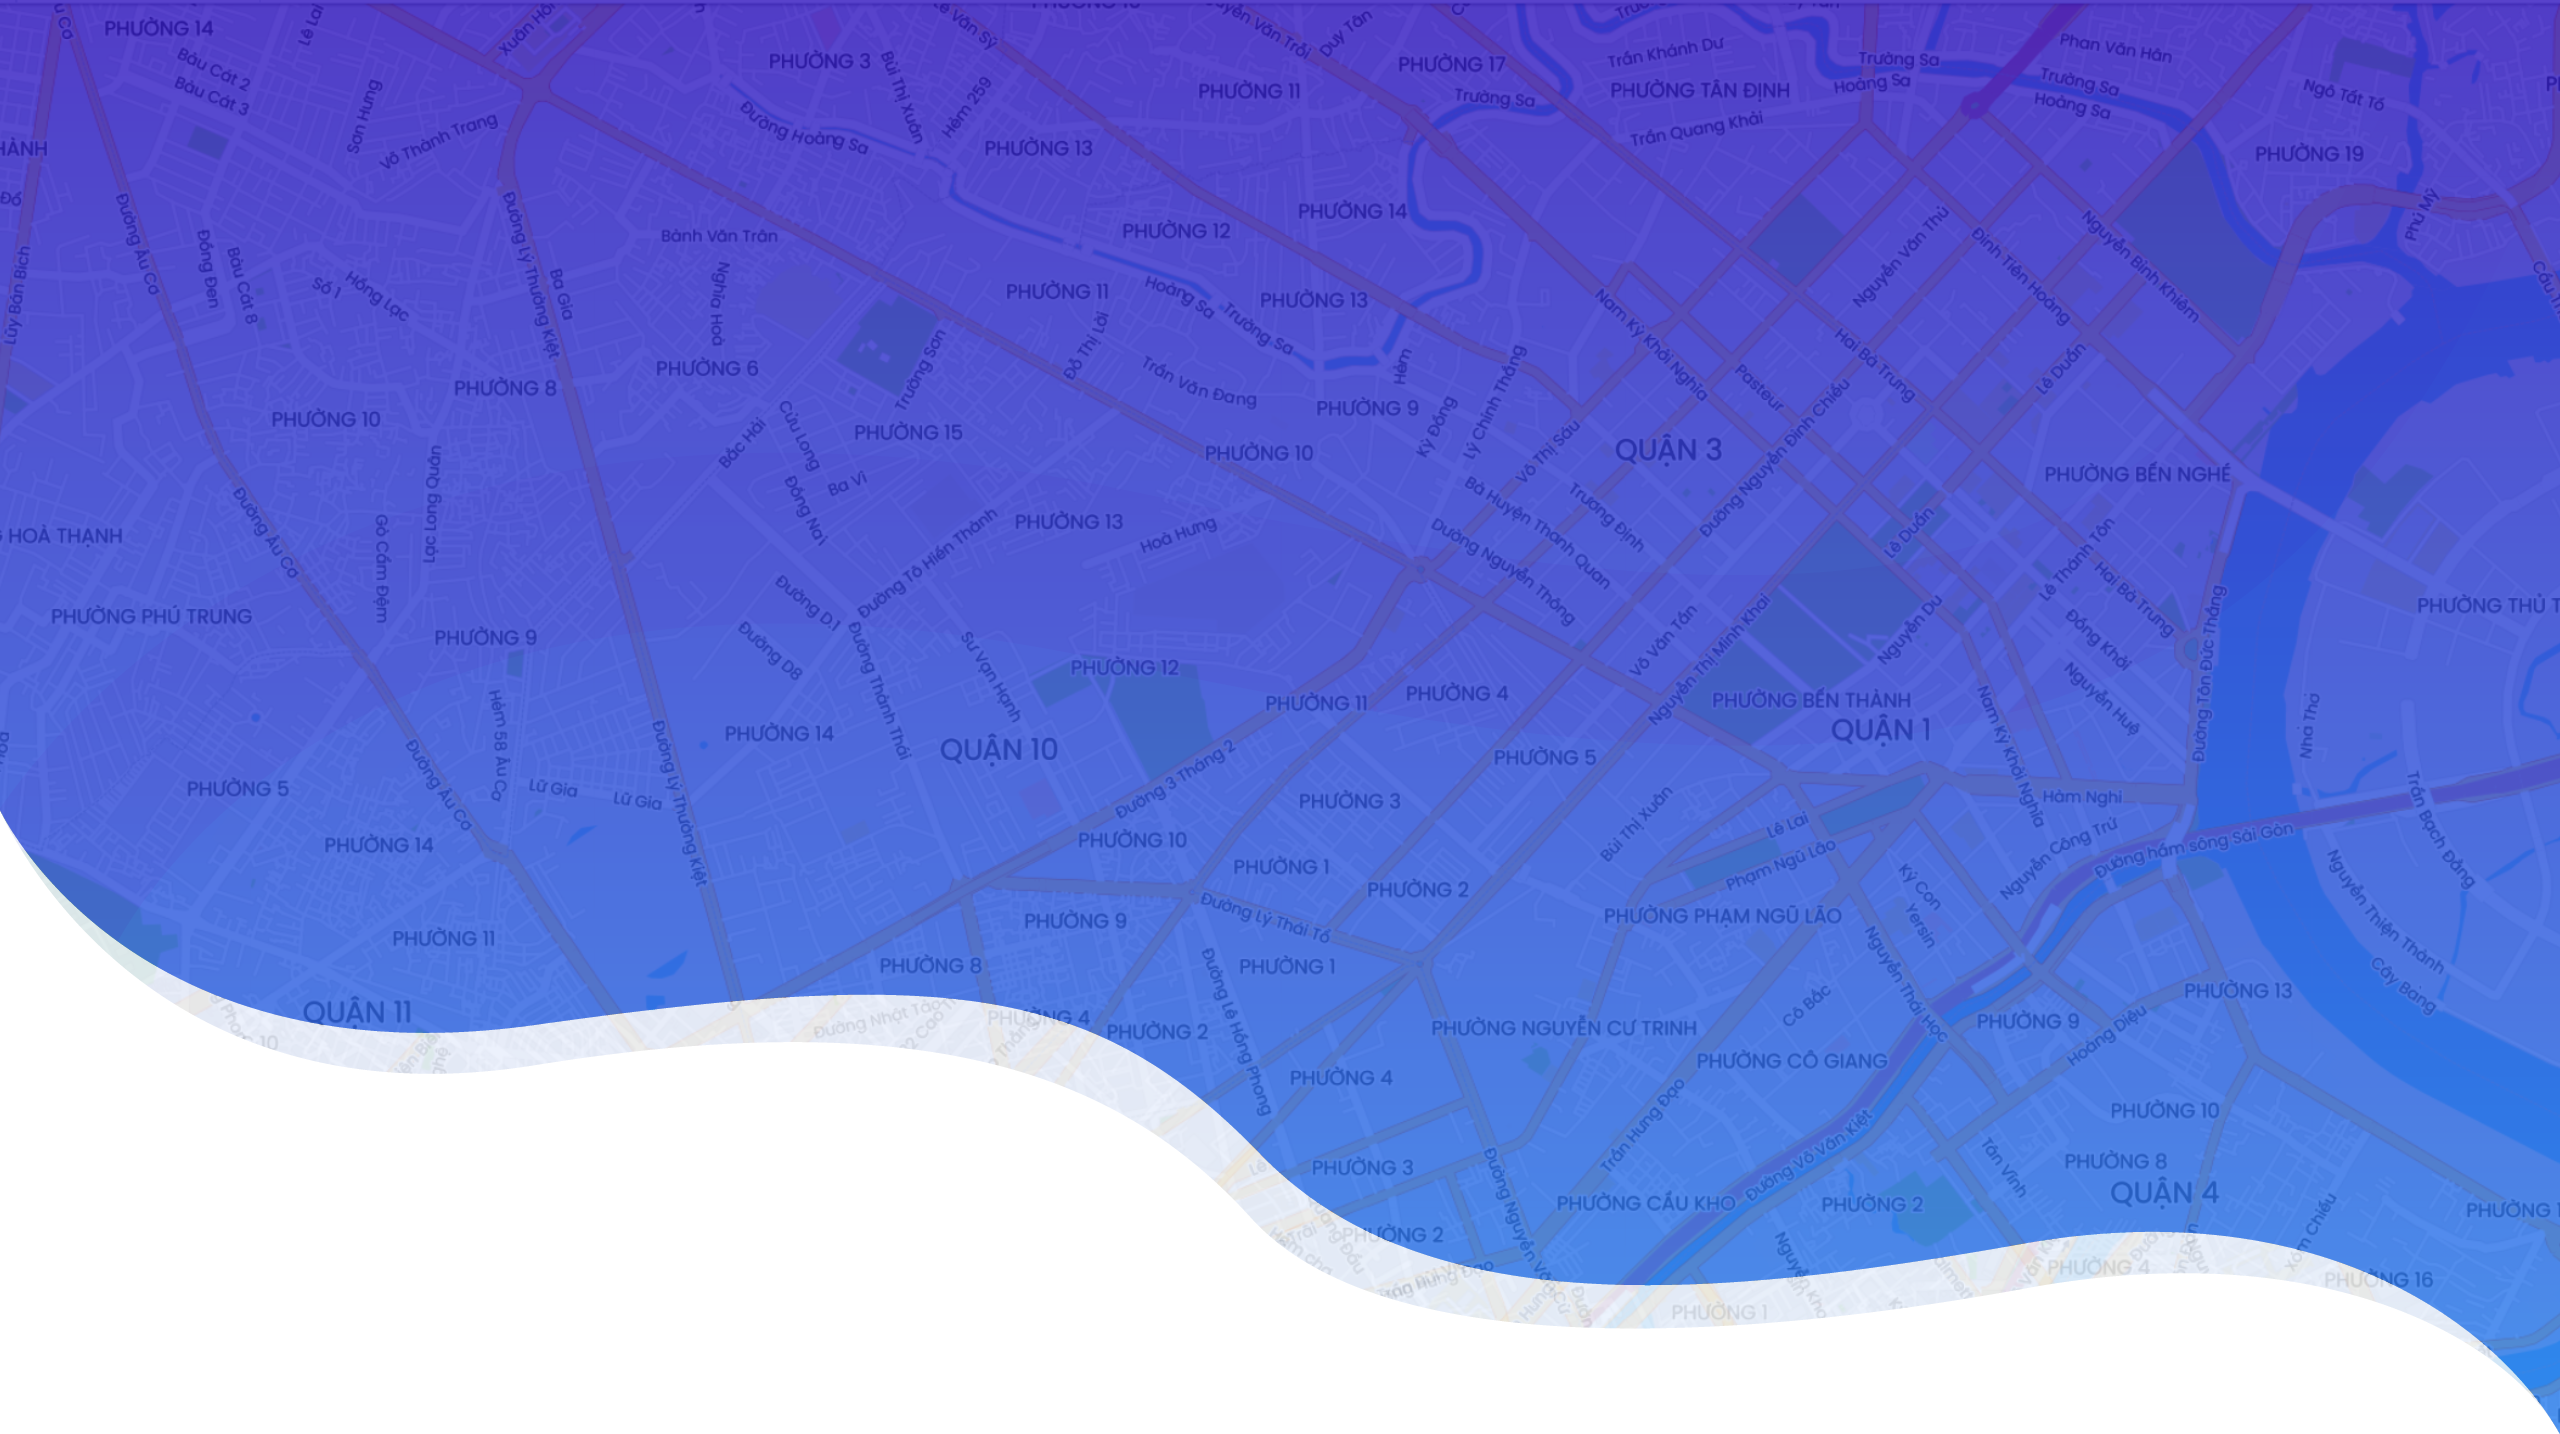 PHƯỜNG 14
Lê Lai
Bàu Cát 2
Bàu Cát 3
Sơn Hưng
Võ Thành Trang
PHƯỜNG 3
Bùi Thị Xuân
Hẻm 259
Lê Văn Sỹ
PHƯỜNG 11
Duy Tân
PHƯỜNG 17
Trường Sa
Trần Khánh Dư
PHƯỜNG TÂN ĐỊNH
Trần Quang Khải
Trường Sa
Hoàng Sa
Phan Văn Hân
Trường Sa
Hoàng Sa
Ngô Tất Tố
PHƯỜNG 19
Phú Mỹ
Đường Hoàng Sa
PHƯỜNG 13
PHƯỜNG 12
PHƯỜNG 14
Đường Âu Cơ
Đồng Đen
Bàu Cát 8
Số 1
Hồng Lạc
Lũy Bán Bích
Đường Lý Thường Kiệt
Ba Gia
Bành Văn Trân
Nghĩa Hoà
PHƯỜNG 11
Hoàng Sa
Trường Sa
PHƯỜNG 13
Nguyễn Văn Thủ
Đinh Tiên Hoàng
Nguyễn Bỉnh Khiêm
Nam Kỳ Khởi Nghĩa
Hai Bà Trưng
Lê Duẩn
Pasteur
Đường Nguyễn Đình Chiểu
PHƯỜNG 6
PHƯỜNG 8
PHƯỜNG 10
Trường Sơn
Đỗ Thị Lời
Trần Văn Đang
Hẻm
PHƯỜNG 9
Kỳ Đồng
Lý Chính Thắng
Võ Thị Sáu
QUẬN 3
PHƯỜNG BẾN NGHÉ
Bắc Hải
Cửu Long
PHƯỜNG 15
PHƯỜNG 10
Ba Vì
Đồng Nai
Lạc Long Quân
Gò Cẩm Đệm
Đường Âu Cơ
PHƯỜNG 13
Hoà Hưng
Đường Tô Hiến Thành
Bà Huyện Thanh Quan
Trương Định
Đường Nguyễn Thông
Lê Duẩn
Lê Thánh Tôn
Hai Bà Trưng
HOÀ THẠNH
PHƯỜNG PHÚ TRUNG
PHƯỜNG 9
Đường D.1
Đường D8
Đường Thành Thái
Sư Vạn Hạnh
PHƯỜNG 12
PHƯỜNG 11
PHƯỜNG 4
Võ Văn Tần
Nguyễn Thị Minh Khai
Nguyễn Du
PHƯỜNG BẾN THÀNH
QUẬN 1
Đồng Khởi
Nguyễn Huệ
Đường Tôn Đức Thắng
Nam Kỳ Khởi Nghĩa
Nha Thơ
Hẻm 58 Âu Cơ
PHƯỜNG 14
QUẬN 10
Đường 3 Tháng 2
PHƯỜNG 5
PHƯỜNG 5
Đường Âu Cơ
Lữ Gia
Lữ Gia
Đường Lý Thường Kiệt
PHƯỜNG 3
Hàm Nghi
Trần Bạch Đằng
PHƯỜNG 14
PHƯỜNG 10
PHƯỜNG 1
PHƯỜNG 2
Bùi Thị Xuân
Lê Lai
Phạm Ngũ Lão
Nguyễn Công Trứ
Đường hầm sông Sài Gòn
Ký Con
Yersin
Nguyễn Thiện Thành
Cây Bàng
PHƯỜNG 11
PHƯỜNG 9
Đường Lý Thái Tổ
PHƯỜNG PHẠM NGŨ LÃO
Nguyễn Thái Học
PHƯỜNG 8
PHƯỜNG 1
Đường Lê Hồng Phong
Cô Bắc
PHƯỜNG 13
QUẬN 11
PHƯỜNG 4
PHƯỜNG 2
PHƯỜNG NGUYỄN CƯ TRINH
PHƯỜNG 9
Hoàng Diệu
PHƯỜNG CÔ GIANG
PHƯỜNG 4
Trần Hưng Đạo
PHƯỜNG 10
PHƯỜNG 3
Đường Võ Văn Kiệt
Tân Vĩnh
PHƯỜNG 8
QUẬN 4
PHƯỜNG CẦU KHO
PHƯỜNG 2
Xóm Chiếu
PHƯỜNG 2
PHƯỜNG 4
PHƯỜNG 16
PHƯỜNG 1